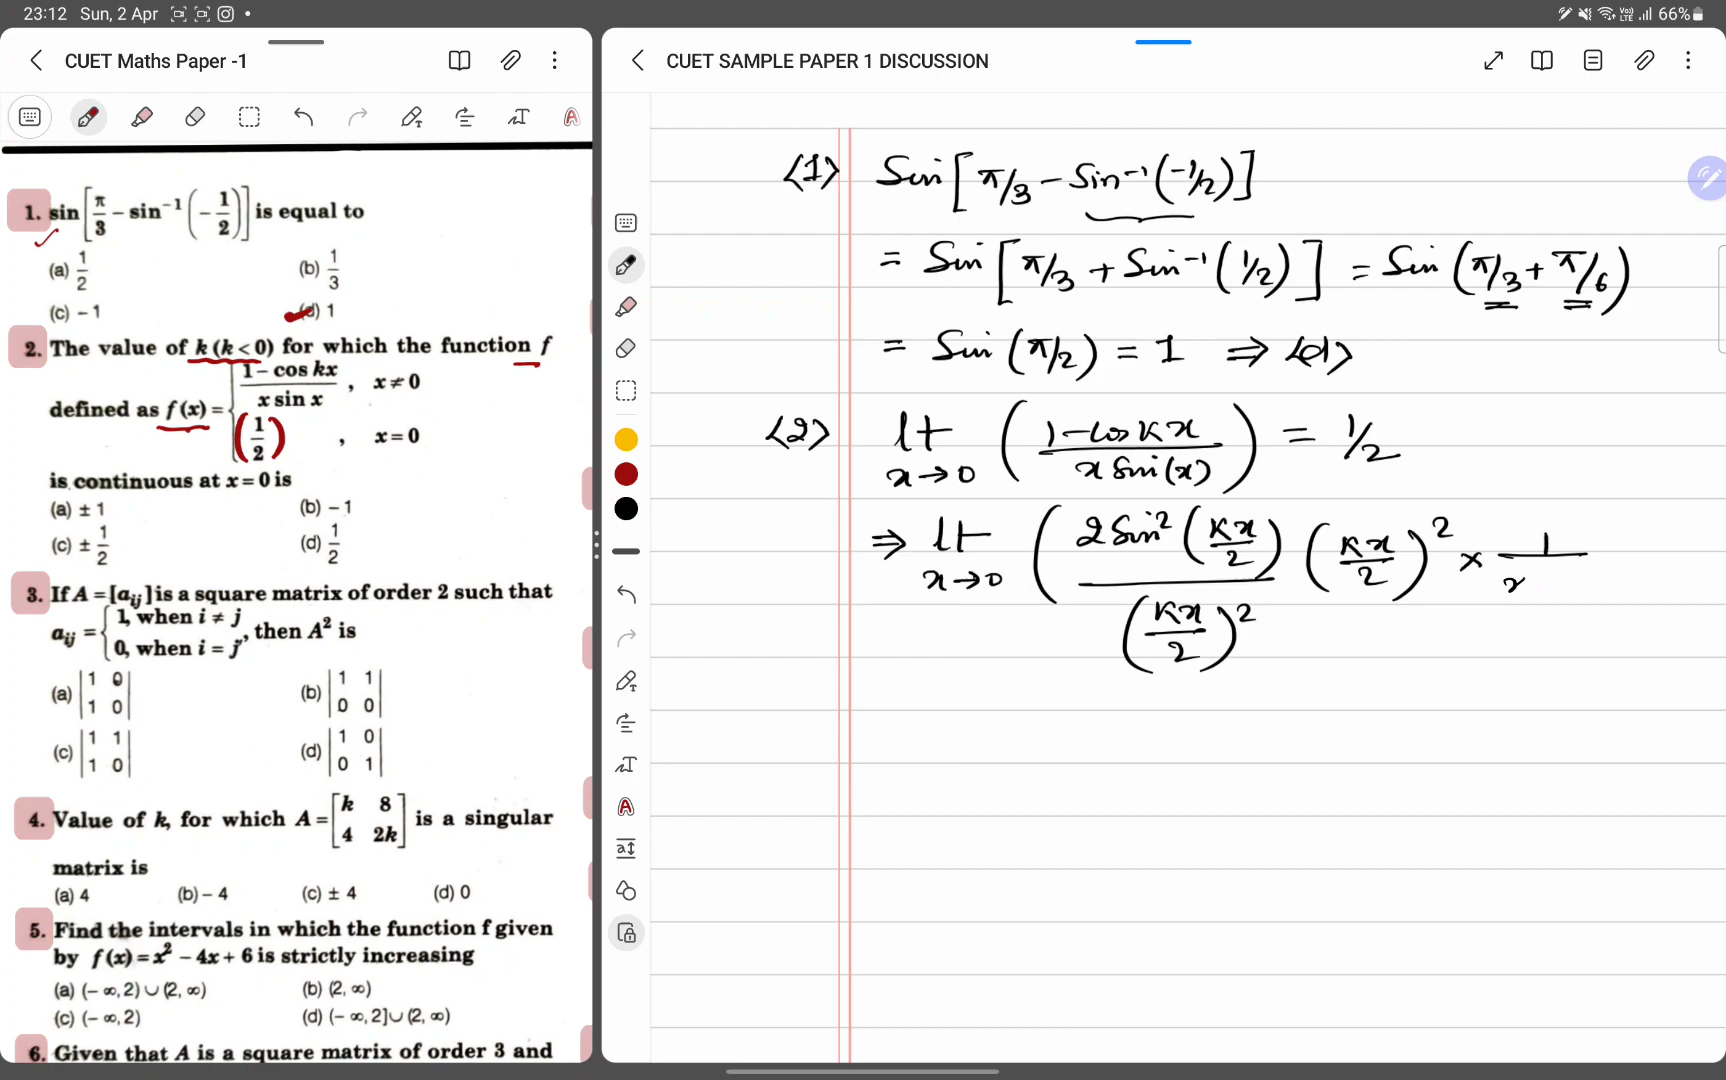 23:12 Sun, 2 Apr
66%
CUET Maths Paper -1
1. sin[π/3 − sin⁻¹(−1/2)] is equal to
(a) 1/2 (b) 1/3
(c) − 1 (d) 1
2. The value of k (k < 0) for which the function f
defined as f(x) = { (1 − cos kx)/(x sin x) , x ≠ 0
(1/2) , x = 0
is continuous at x = 0 is
(a) ± 1 (b) − 1
(c) ± 1/2 (d) 1/2
3. If A = [aij] is a square matrix of order 2 such that
aij = { 1, when i ≠ j
0, when i = j , then A² is
(a) |1 0| (b) |1 1|
|1 0| |0 0|
(c) |1 1| (d) |1 0|
|1 0| |0 1|
4. Value of k, for which A = [k 8] is a singular
[4 2k]
matrix is
(a) 4 (b) − 4 (c) ± 4 (d) 0
5. Find the intervals in which the function f given
by f(x) = x² − 4x + 6 is strictly increasing
(a) (− ∞, 2) ∪ (2, ∞) (b) (2, ∞)
(c) (− ∞, 2) (d) (− ∞, 2] ∪ (2, ∞)
6. Given that A is a square matrix of order 3 and
CUET SAMPLE PAPER 1 DISCUSSION
<1> Sin[π/3 − Sin⁻¹(−1/2)]
= Sin[π/3 + Sin⁻¹(1/2)] = Sin(π/3 + π/6)
= Sin(π/2) = 1 ⇒ <d>
<2> lt x→0 ((1 − Cos Kx)/(x Sin(x))) = 1/2
⇒ lt x→0 (2 Sin²(Kx/2)/(Kx/2)² (Kx/2)² × 1/x